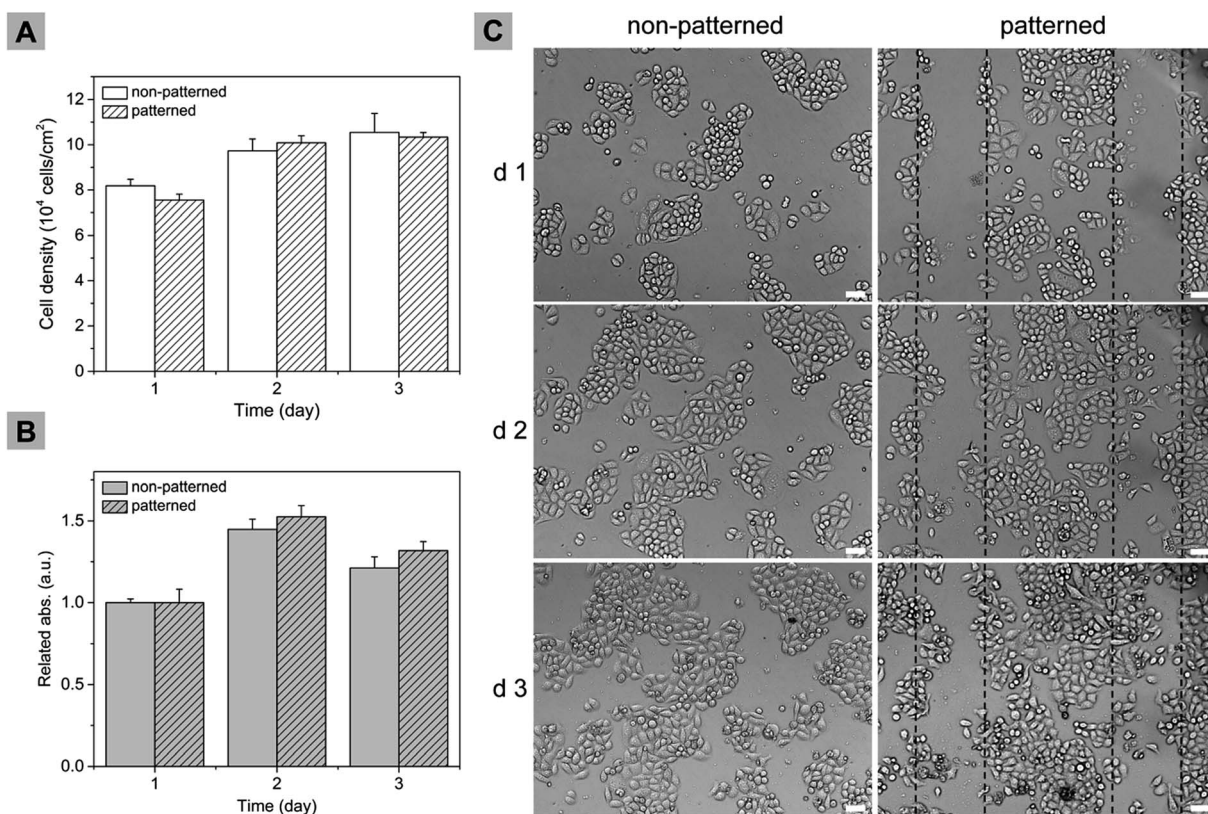 A
non-patterned
patterned
Cell density (10⁴ cells/cm²)
12
10
8
6
4
2
0
1
2
3
Time (day)
B
non-patterned
patterned
Related abs. (a.u.)
1.5
1.0
0.5
0.0
1
2
3
Time (day)
C
non-patterned
patterned
d 1
d 2
d 3